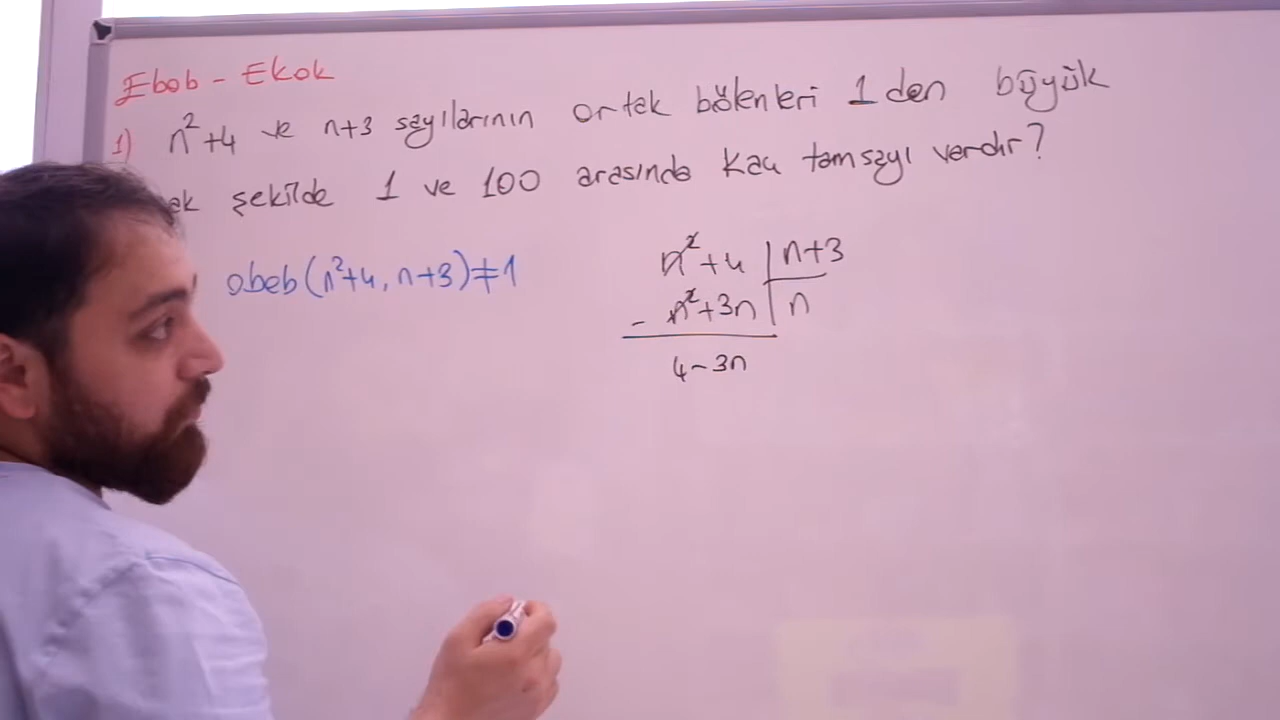 Ebob - Ekok
1) n²+4 ve n+3 sayılarının ortak bölenleri 1 den büyük
şekilde 1 ve 100 arasında kaç tamsayı vardır?
obeb(n²+4, n+3)≠1
n²+4 | n+3
- n²+3n | n
4-3n